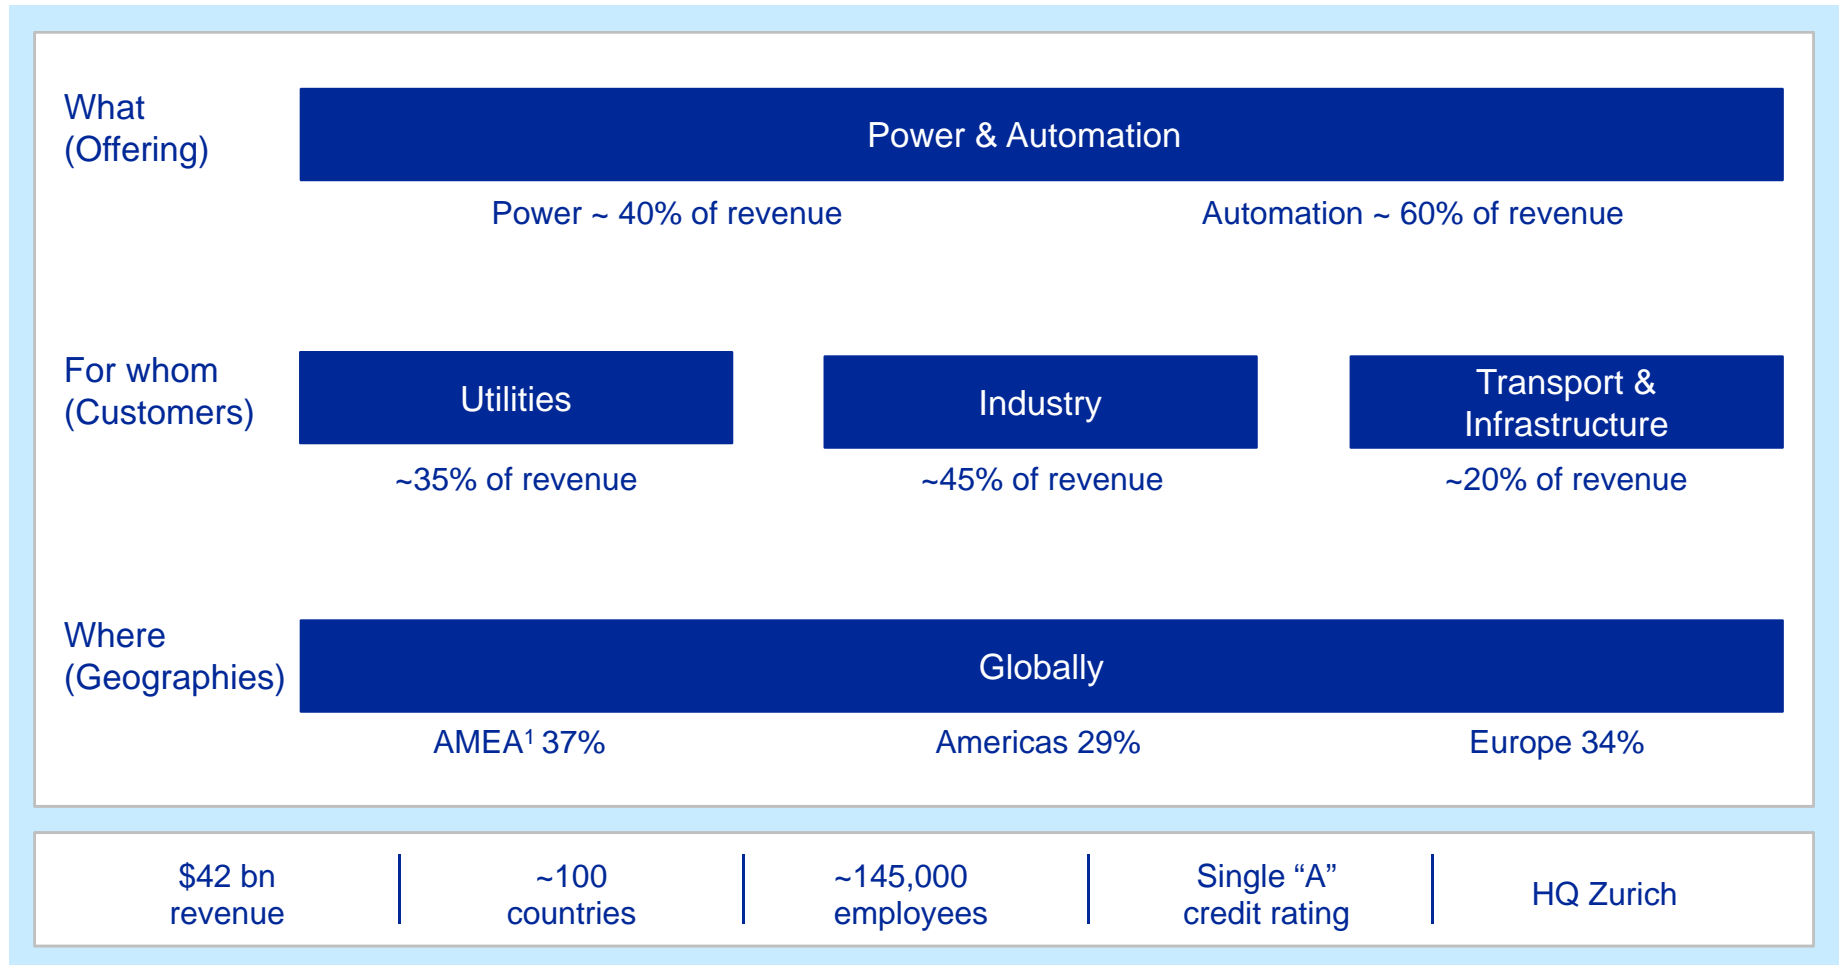 What
(Offering)
Power & Automation
Power ~ 40% of revenue
Automation ~ 60% of revenue
For whom
(Customers)
Utilities
Industry
Transport &
Infrastructure
~35% of revenue
~45% of revenue
~20% of revenue
Where
(Geographies)
Globally
AMEA¹ 37%
Americas 29%
Europe 34%
$42 bn
revenue
~100
countries
~145,000
employees
Single “A”
credit rating
HQ Zurich